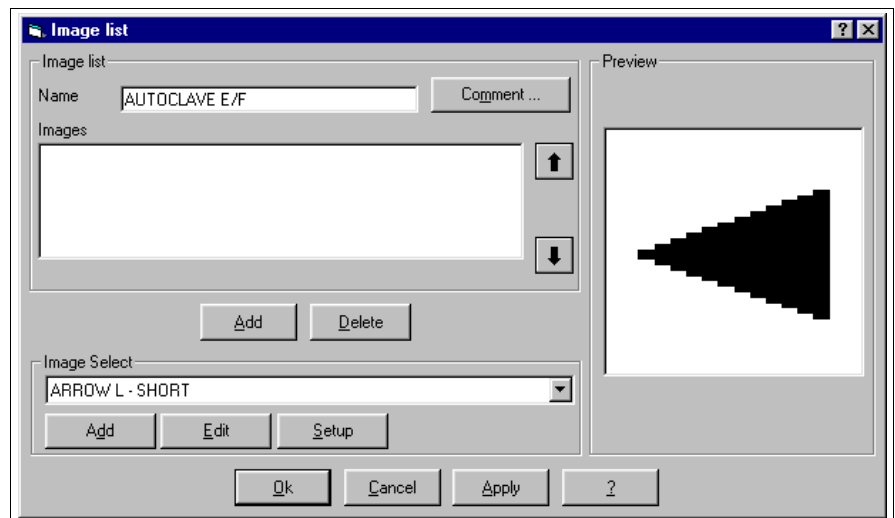 Image list
Image list
Preview
Name AUTOCLAVE E/F Comment ...
Images
Add Delete
Image Select
ARROW L - SHORT
Add Edit Setup
Ok Cancel Apply ?